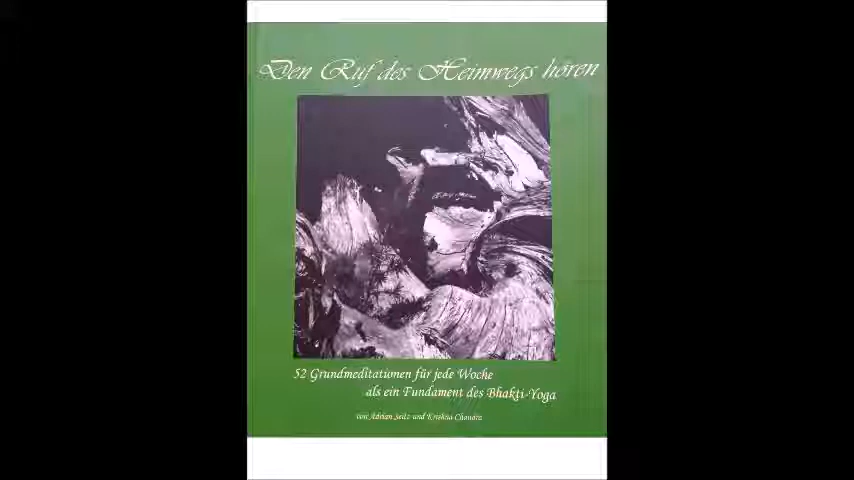 Den Ruf des Heimwegs hören
52 Grundmeditationen für jede Woche
als ein Fundament des Bhakti-Yoga
von Adrian Seitz und Krishna Chandra